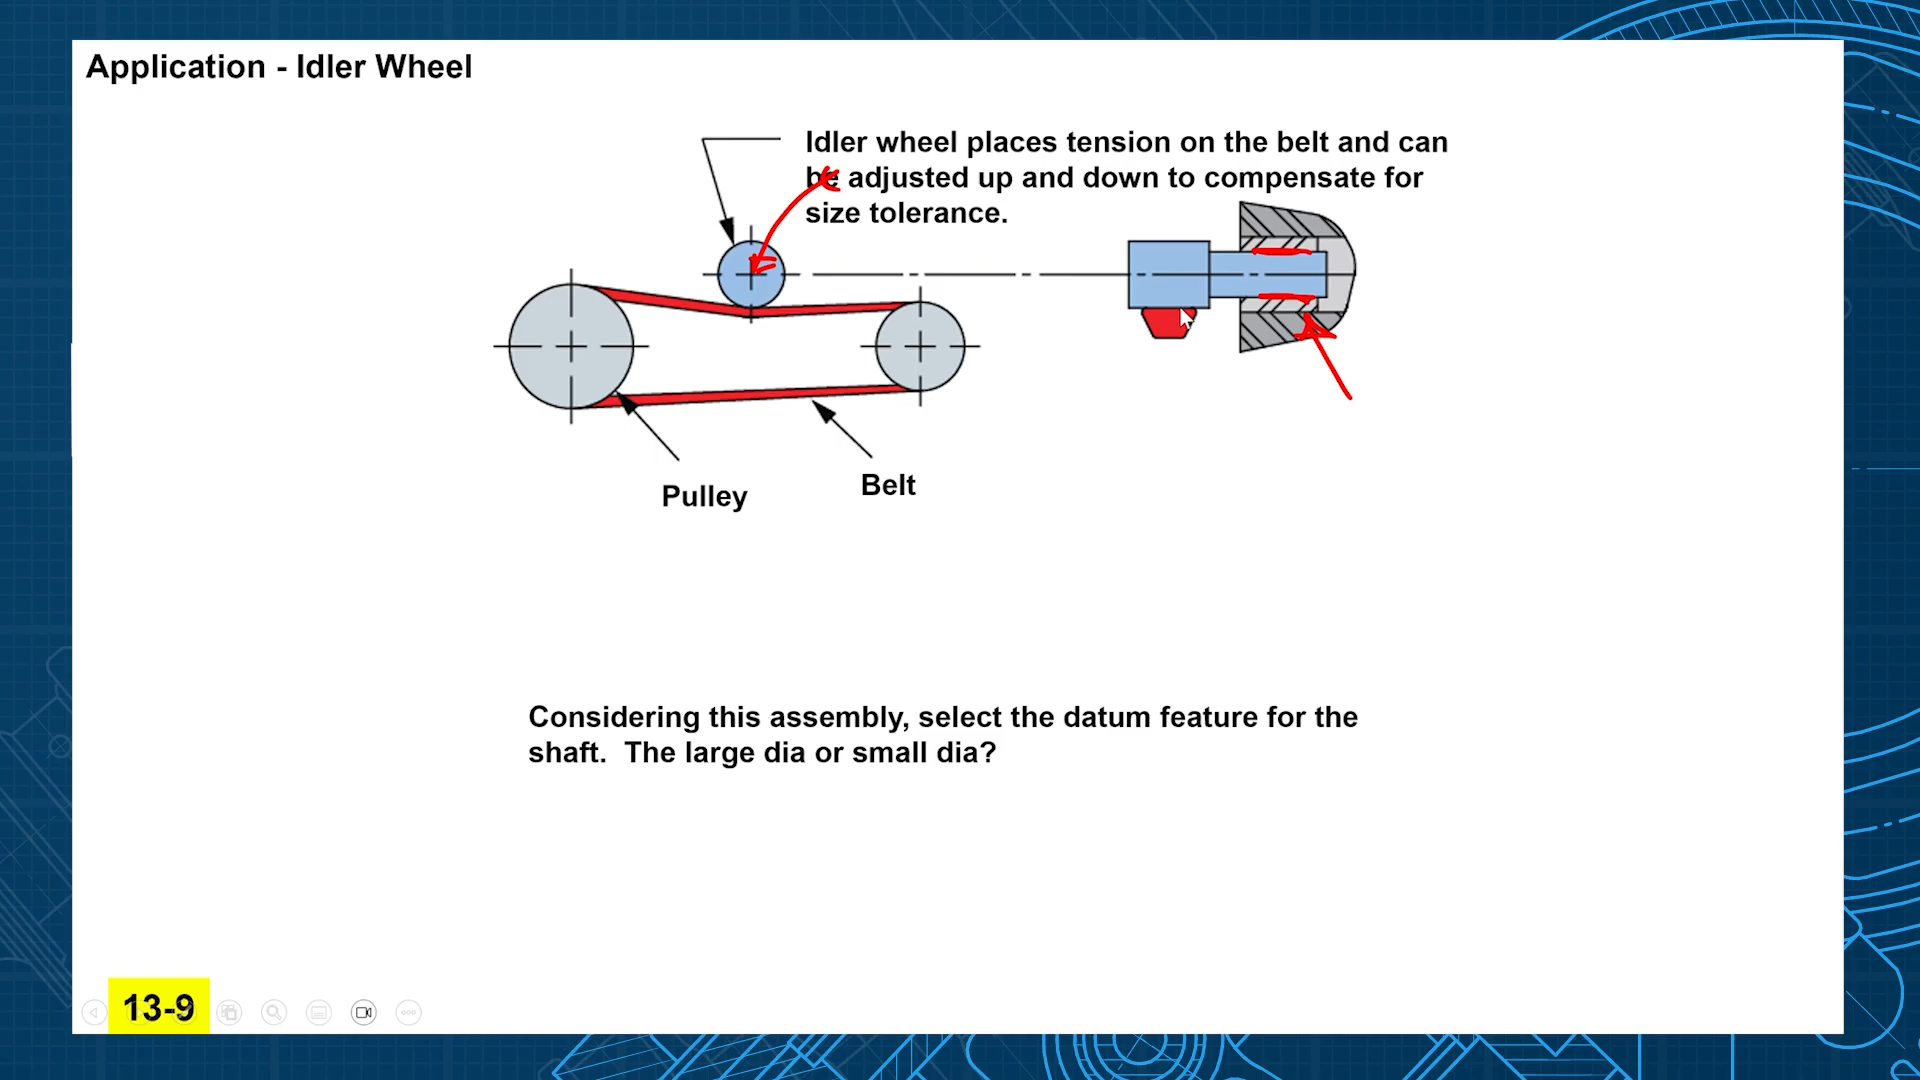 Application - Idler Wheel
Idler wheel places tension on the belt and can
be adjusted up and down to compensate for
size tolerance.
Pulley
Belt
Considering this assembly, select the datum feature for the
shaft.  The large dia or small dia?
13-9